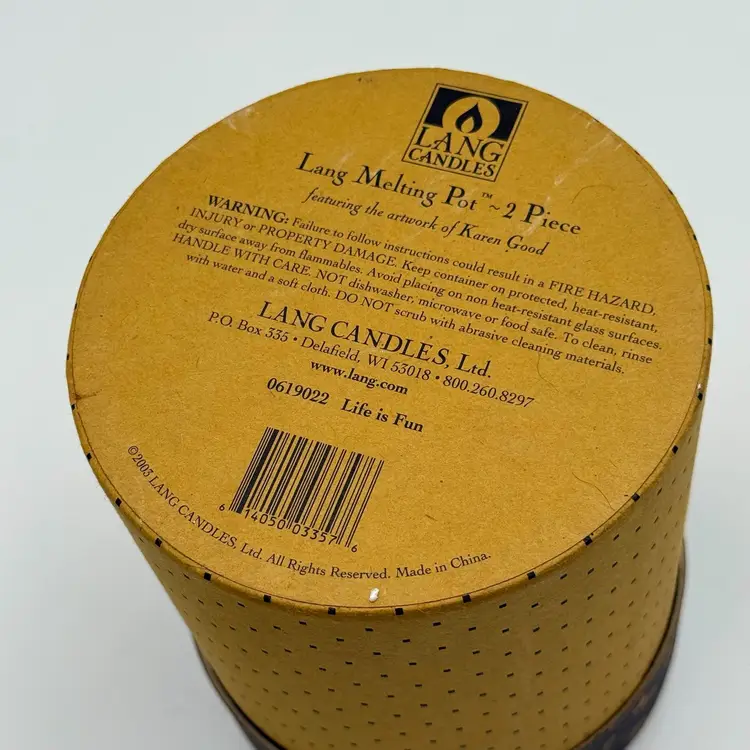 LANG
CANDLES
Lang Melting Pot™ ~ 2 Piece
featuring the artwork of Karen Good
WARNING: Failure to follow instructions could result in a FIRE HAZARD,
INJURY or PROPERTY DAMAGE. Keep container on protected, heat-resistant,
dry surface away from flammables. Avoid placing on non heat-resistant glass surfaces.
HANDLE WITH CARE. NOT dishwasher, microwave or food safe. To clean, rinse
with water and a soft cloth. DO NOT scrub with abrasive cleaning materials.
LANG CANDLES, Ltd.
P.O. Box 335 • Delafield, WI 53018 • 800.260.8297
www.lang.com
0619022 Life is Fun
6 14050 03357 6
©2003 LANG CANDLES, Ltd. All Rights Reserved. Made in China.